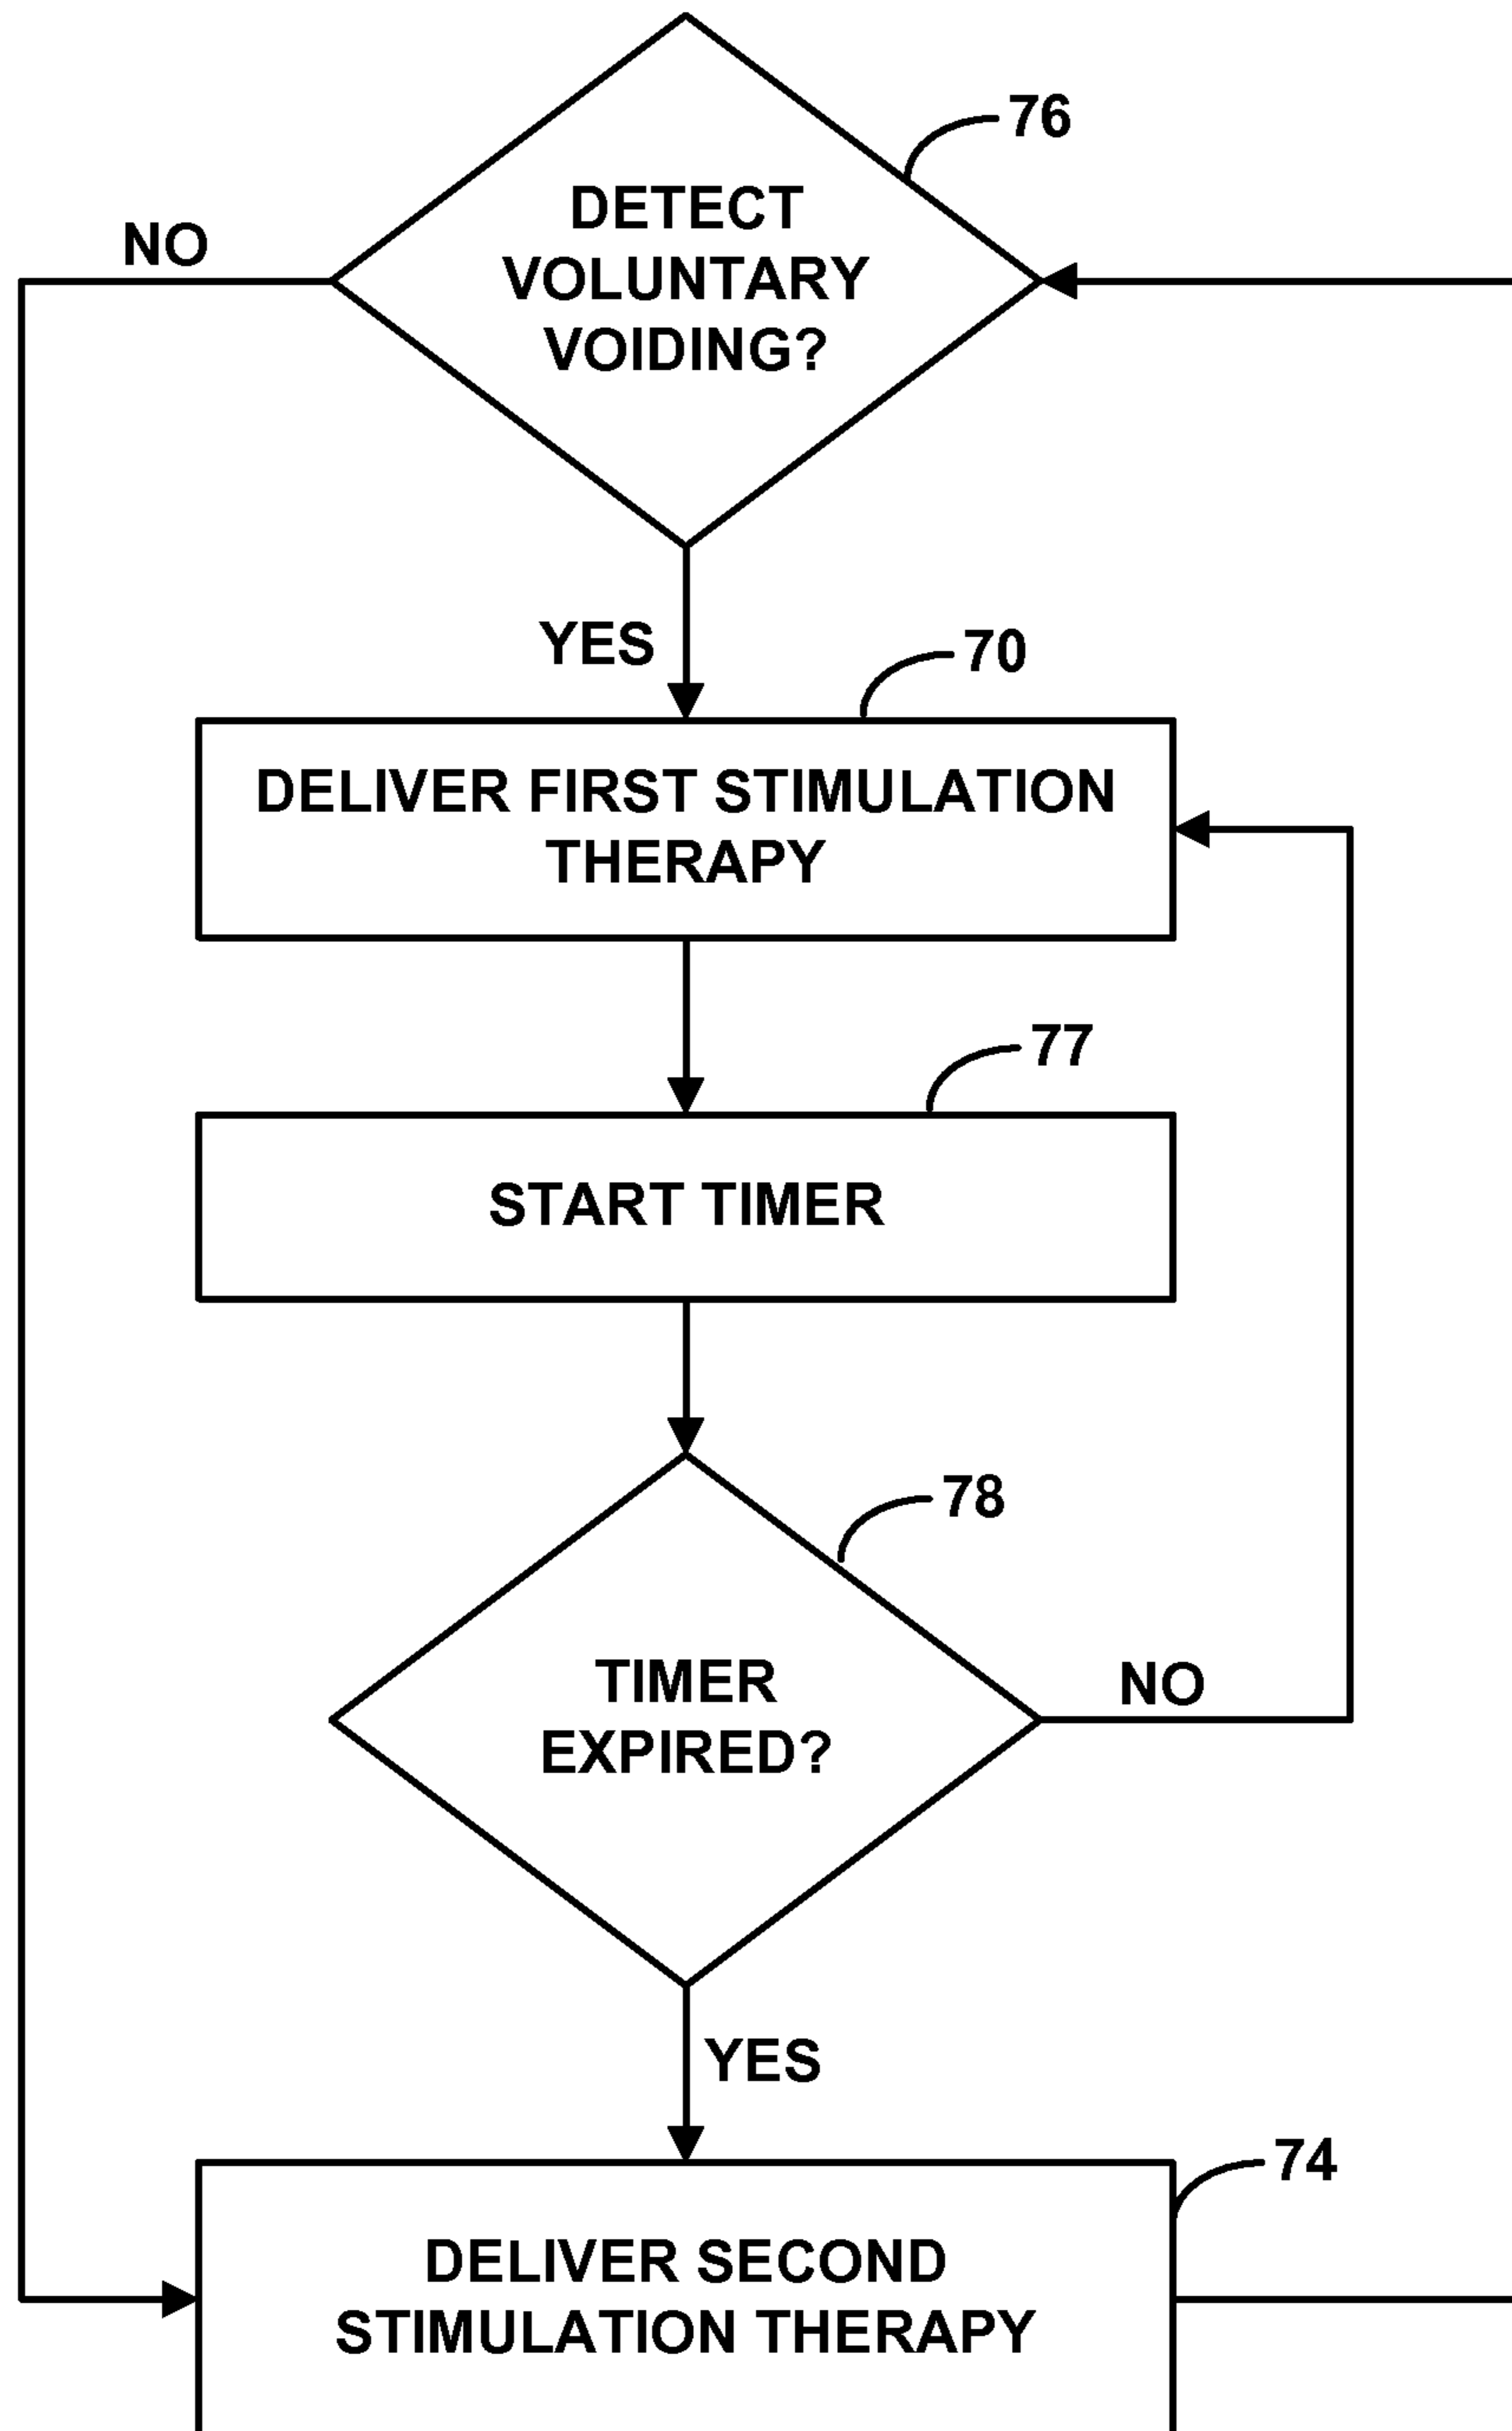 76
DETECT
VOLUNTARY
VOIDING?
NO
YES
70
DELIVER FIRST STIMULATION
THERAPY
77
START TIMER
78
TIMER
EXPIRED?
NO
YES
74
DELIVER SECOND
STIMULATION THERAPY